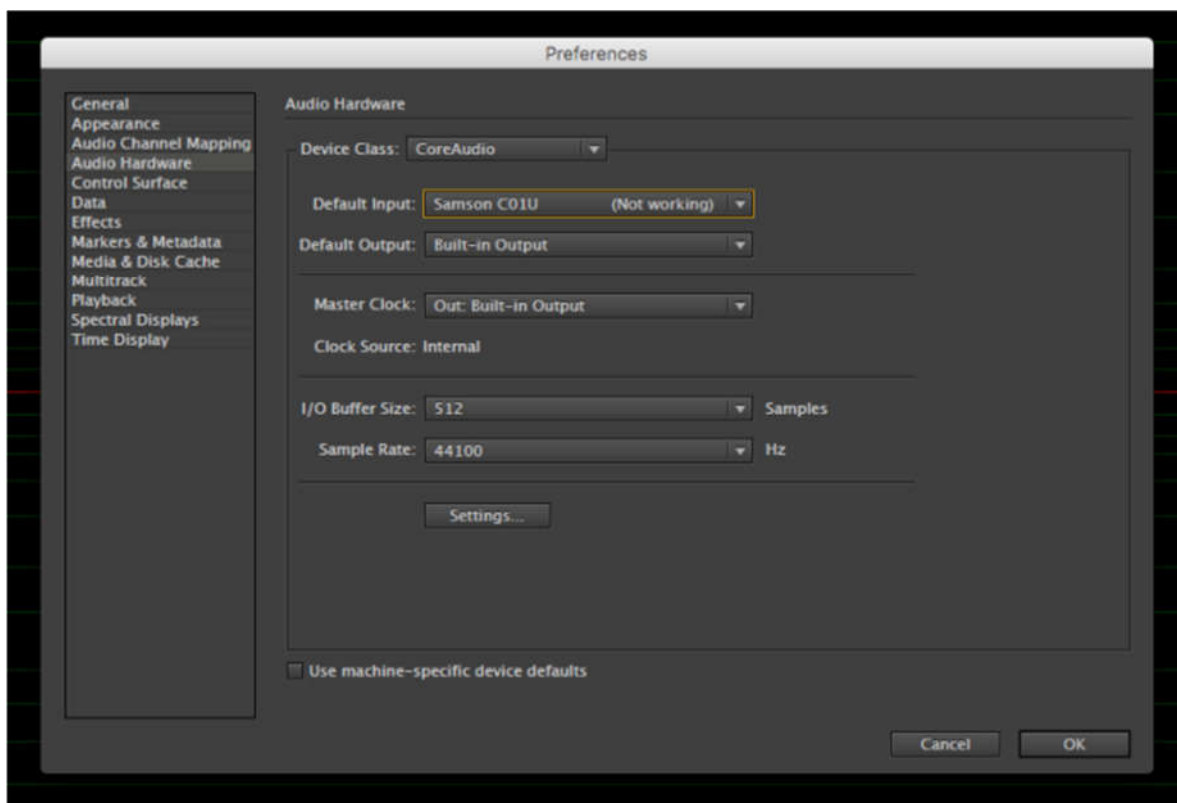 Preferences
General
Appearance
Audio Channel Mapping
Audio Hardware
Control Surface
Data
Effects
Markers & Metadata
Media & Disk Cache
Multitrack
Playback
Spectral Displays
Time Display
Audio Hardware
Device Class: CoreAudio
Default Input: Samson C01U (Not working)
Default Output: Built-in Output
Master Clock: Out: Built-in Output
Clock Source: Internal
I/O Buffer Size: 512 Samples
Sample Rate: 44100 Hz
Settings...
Use machine-specific device defaults
Cancel OK